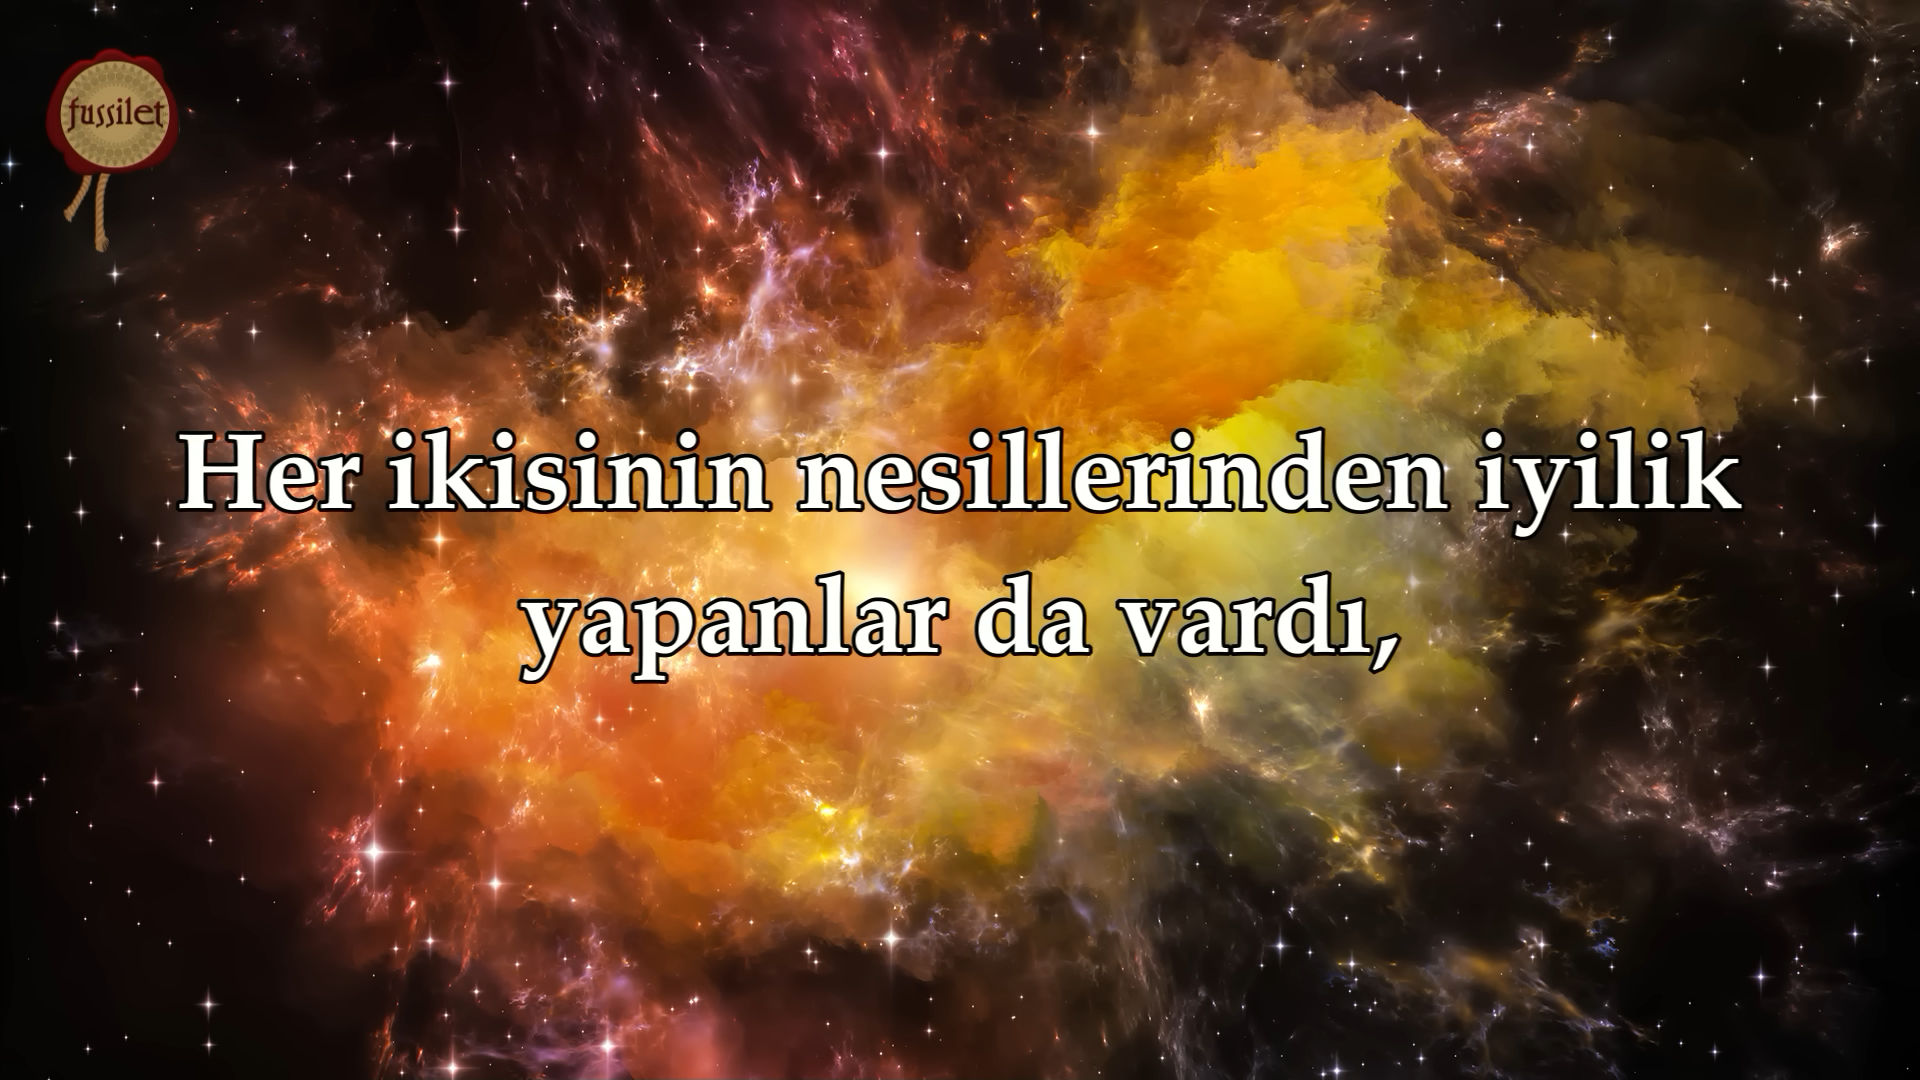 fussilet
Her ikisinin nesillerinden iyilik
yapanlar da vardı,